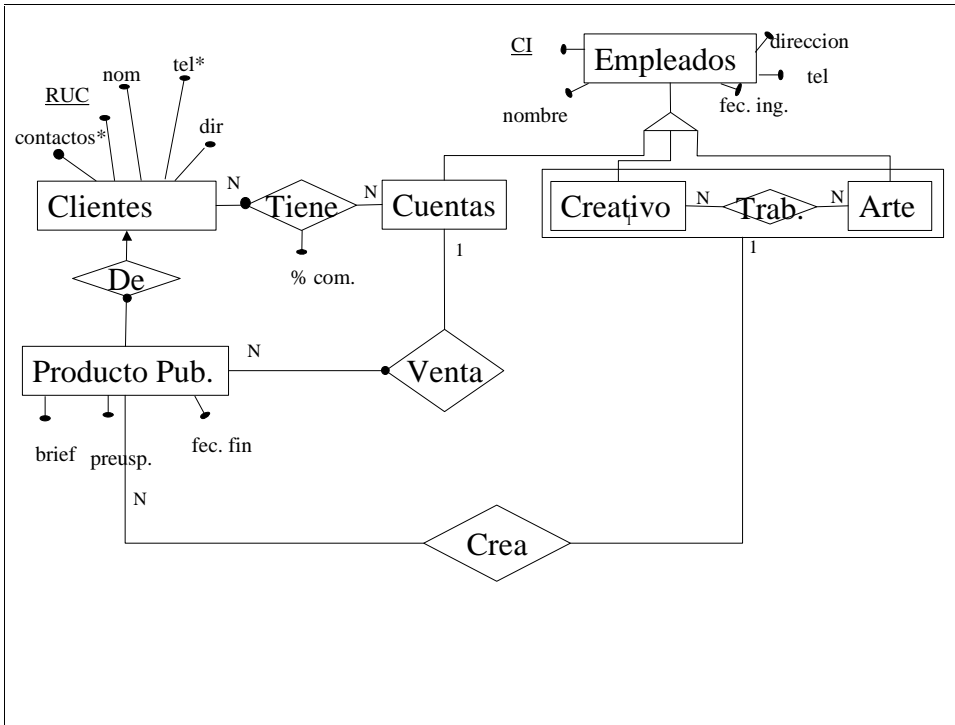 CI
Empleados
direccion
tel
nombre
fec. ing.
nom
tel*
RUC
contactos*
dir
Clientes
N
Tiene
N
Cuentas
Creativo
N
Trab.
N
Arte
% com.
1
1
De
Producto Pub.
N
Venta
brief
preusp.
fec. fin
N
Crea